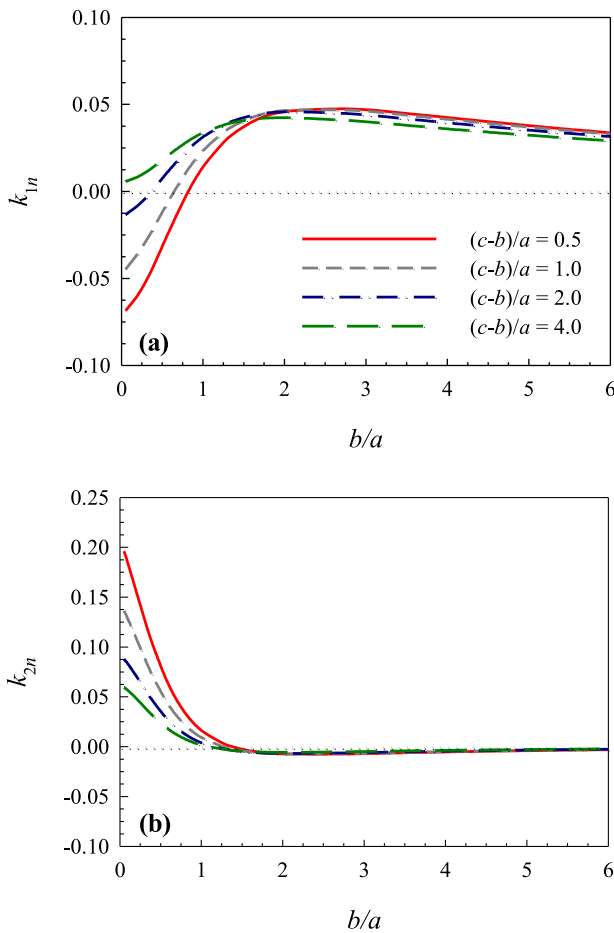 0.10
0.05
0.00
-0.05
-0.10
k1n
(c-b)/a = 0.5
(c-b)/a = 1.0
(c-b)/a = 2.0
(c-b)/a = 4.0
(a)
0 1 2 3 4 5 6
b/a
0.25
0.20
0.15
0.10
0.05
0.00
-0.05
-0.10
k2n
(b)
0 1 2 3 4 5 6
b/a